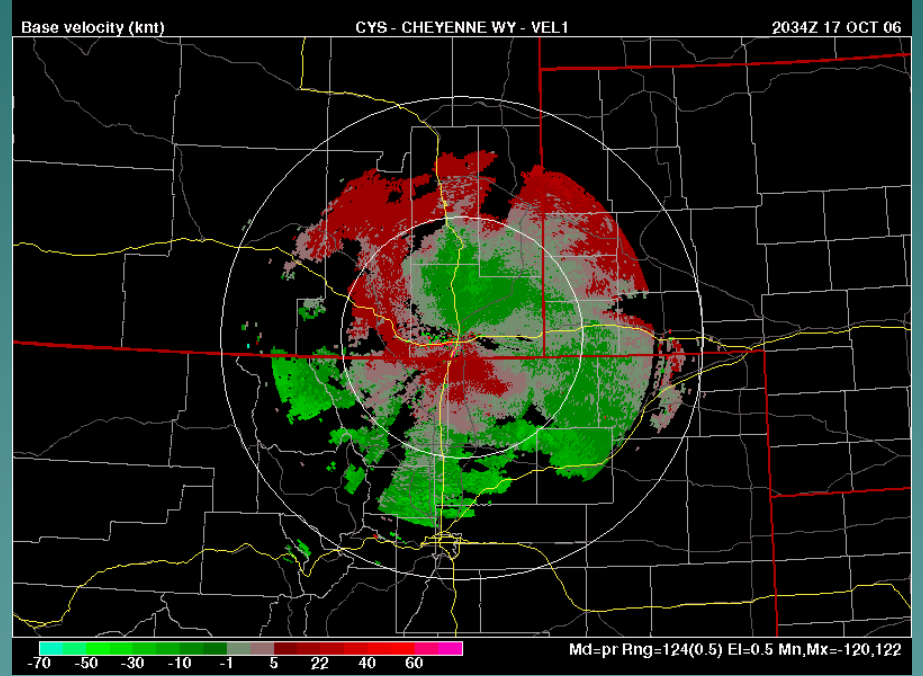 Base velocity (knt) CYS - CHEYENNE WY - VEL1 2034Z 17 OCT 06
-70 -50 -30 -10 -1 5 22 40 60
Md=pr Rng=124(0.5) El=0.5 Mn,Mx=-120,122